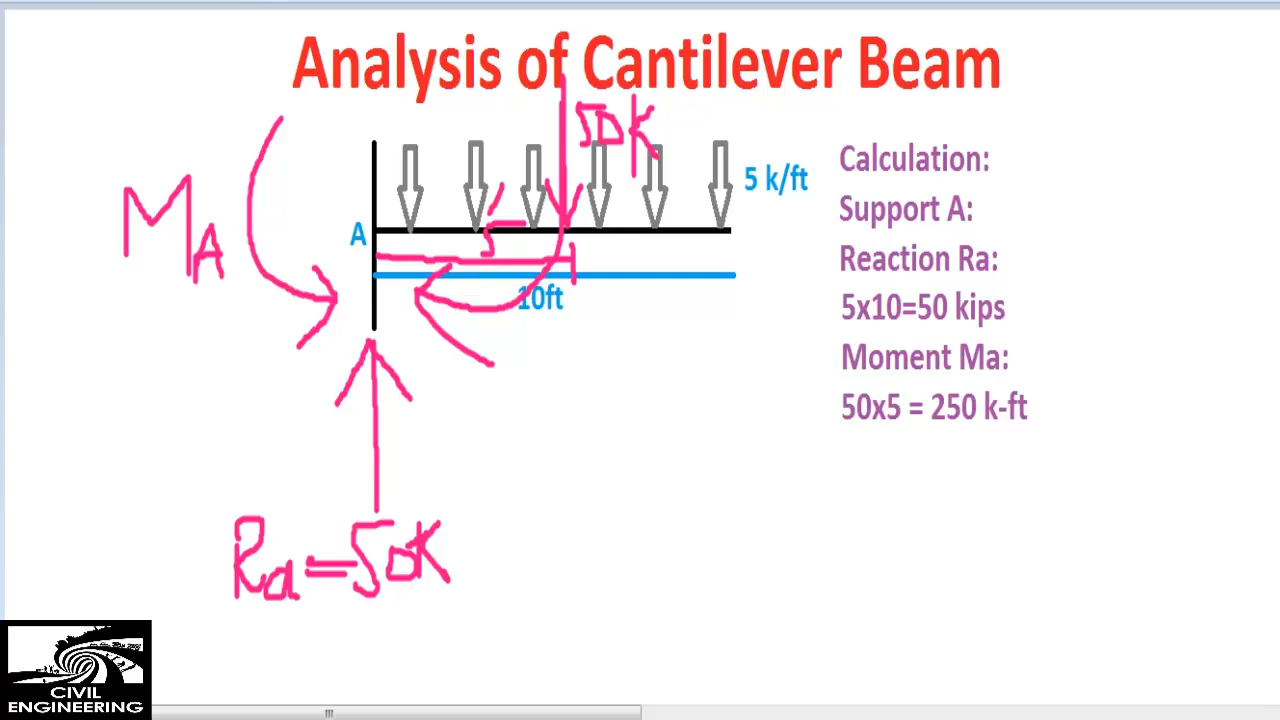 Analysis of Cantilever Beam
50K
5 k/ft
MA
A
5'
10ft
Ra=50K
Calculation:
Support A:
Reaction Ra:
5x10=50 kips
Moment Ma:
50x5 = 250 k-ft
CIVIL
ENGINEERING